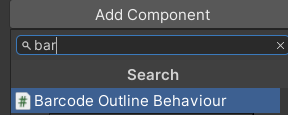 Add Component
bar
Search
Barcode Outline Behaviour